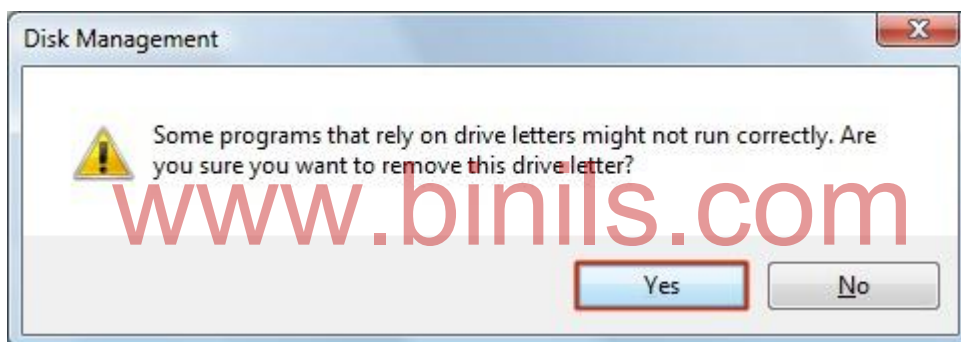 Disk Management
Some programs that rely on drive letters might not run correctly. Are
you sure you want to remove this drive letter?
www.binils.com
Yes
No